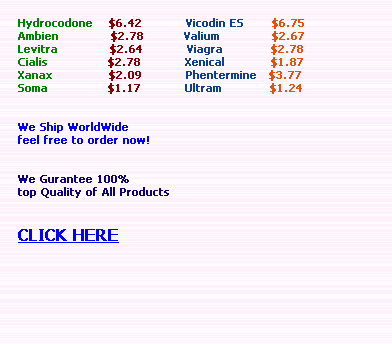 Hydrocodone $6.42 Vicodin ES $6.75
Ambien $2.78 Valium $2.67
Levitra $2.64 Viagra $2.78
Cialis $2.78 Xenical $1.87
Xanax $2.09 Phentermine $3.77
Soma $1.17 Ultram $1.24
We Ship WorldWide
feel free to order now!
We Gurantee 100%
top Quality of All Products
CLICK HERE